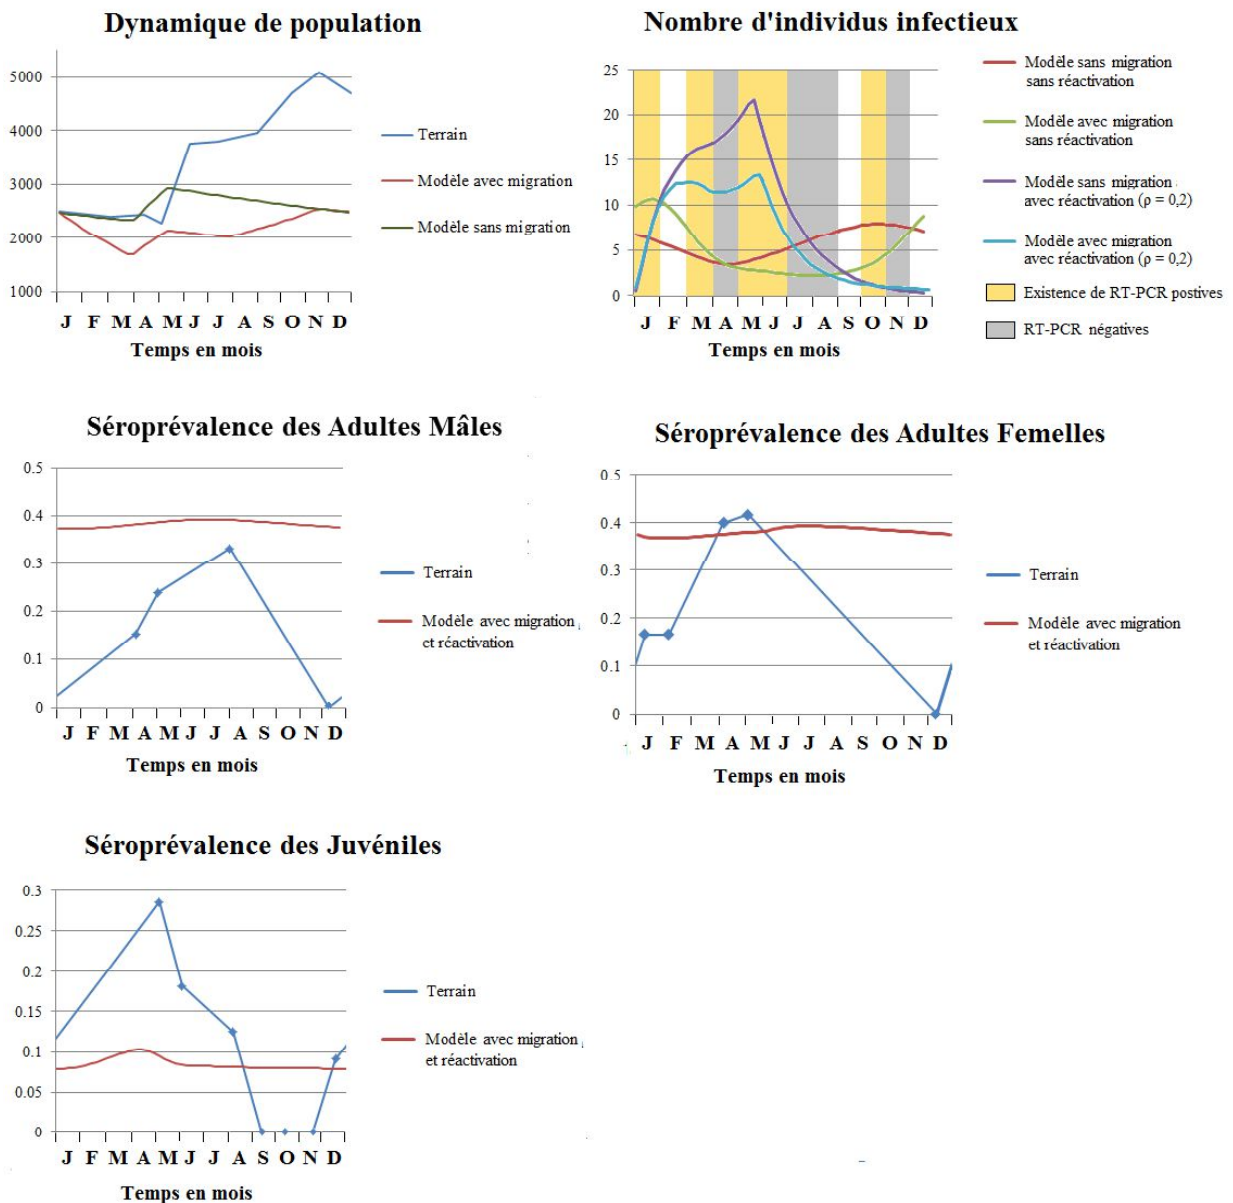 Dynamique de population
5000
4000
3000
2000
1000
J F M A M J J A S O N D
Temps en mois
Terrain
Modèle avec migration
Modèle sans migration
Nombre d'individus infectieux
25
20
15
10
5
0
J F M A M J J A S O N D
Temps en mois
Modèle sans migration
sans réactivation
Modèle avec migration
sans réactivation
Modèle sans migration
avec réactivation (ρ = 0,2)
Modèle avec migration
avec réactivation (ρ = 0,2)
Existence de RT-PCR postives
RT-PCR négatives
Séroprévalence des Adultes Mâles
0.5
0.4
0.3
0.2
0.1
0
J F M A M J J A S O N D
Temps en mois
Terrain
Modèle avec migration
et réactivation
Séroprévalence des Adultes Femelles
0.5
0.4
0.3
0.2
0.1
0
J F M A M J J A S O N D
Temps en mois
Terrain
Modèle avec migration
et réactivation
Séroprévalence des Juvéniles
0.3
0.25
0.2
0.15
0.1
0.05
0
J F M A M J J A S O N D
Temps en mois
Terrain
Modèle avec migration
et réactivation